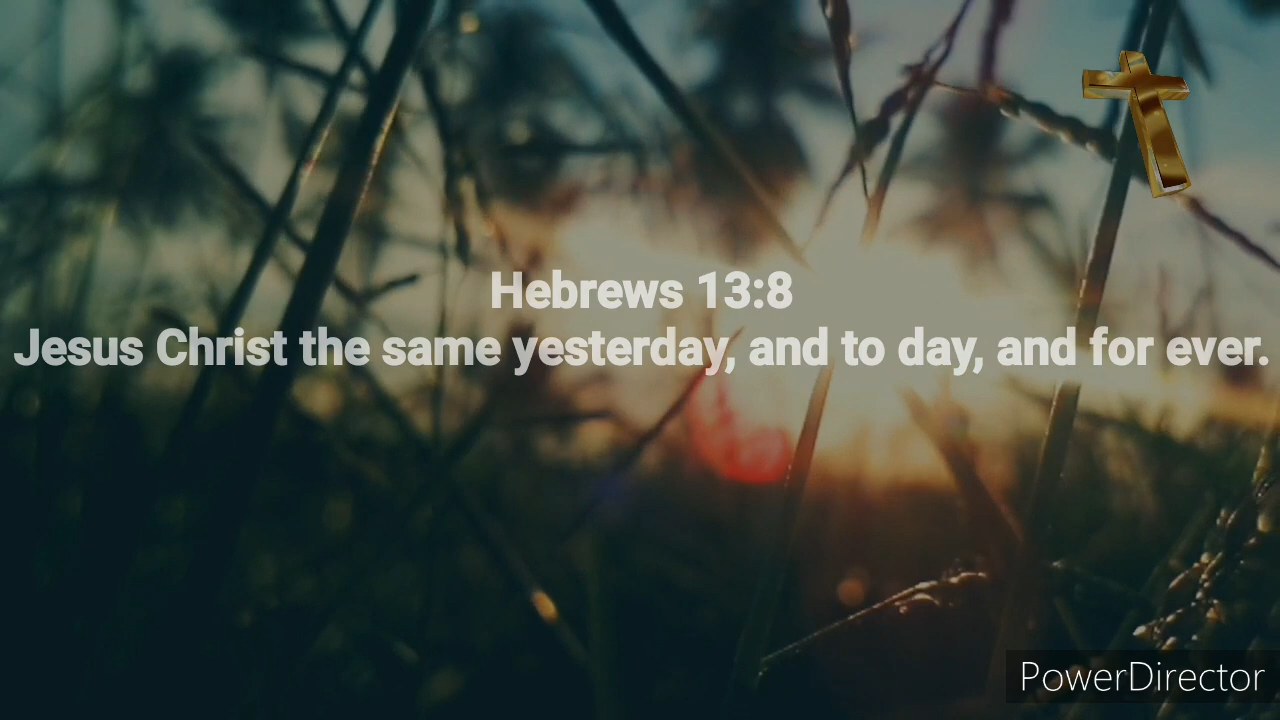 Hebrews 13:8
Jesus Christ the same yesterday, and to day, and for ever.
PowerDirector